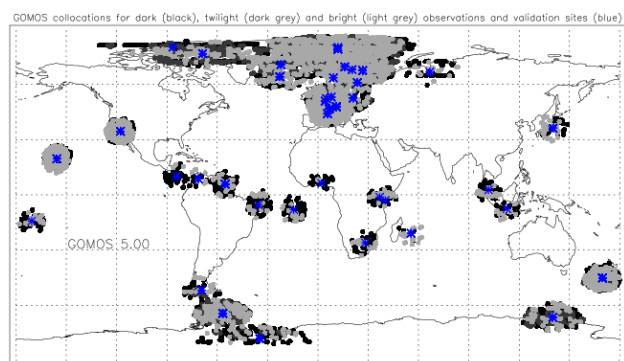 GOMOS collocations for dark (black), twilight (dark grey) and bright (light grey) observations and validation sites (blue)
GOMOS 5.00